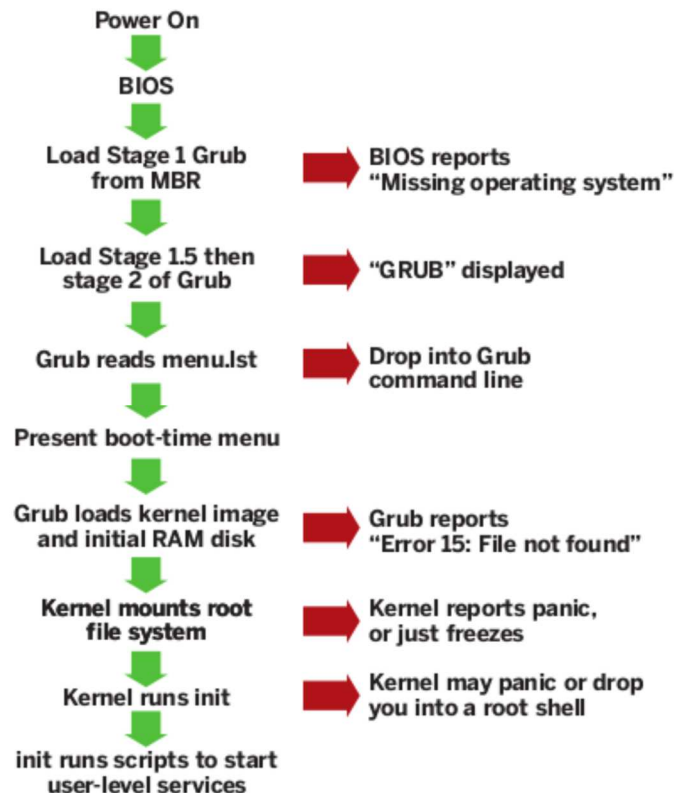 Power On
BIOS
Load Stage 1 Grub
from MBR
BIOS reports
“Missing operating system”
Load Stage 1.5 then
stage 2 of Grub
“GRUB” displayed
Grub reads menu.lst
Drop into Grub
command line
Present boot-time menu
Grub loads kernel image
and initial RAM disk
Grub reports
“Error 15: File not found”
Kernel mounts root
file system
Kernel reports panic,
or just freezes
Kernel runs init
Kernel may panic or drop
you into a root shell
init runs scripts to start
user-level services